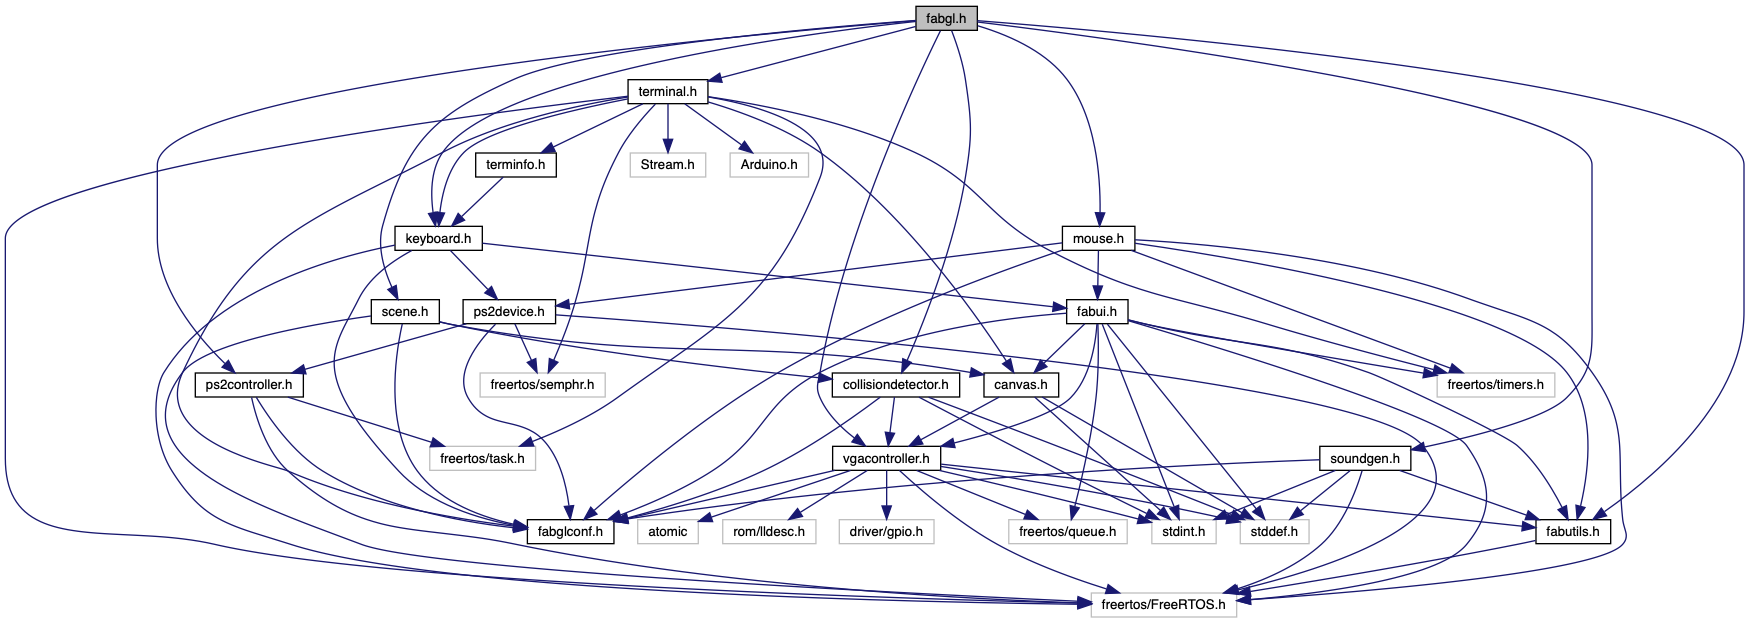 fabgl.h
terminal.h
terminfo.h
Stream.h
Arduino.h
keyboard.h
mouse.h
scene.h
ps2device.h
fabui.h
ps2controller.h
freertos/semphr.h
collisiondetector.h
canvas.h
freertos/timers.h
freertos/task.h
vgacontroller.h
soundgen.h
fabglconf.h
atomic
rom/lldesc.h
driver/gpio.h
freertos/queue.h
stdint.h
stddef.h
fabutils.h
freertos/FreeRTOS.h